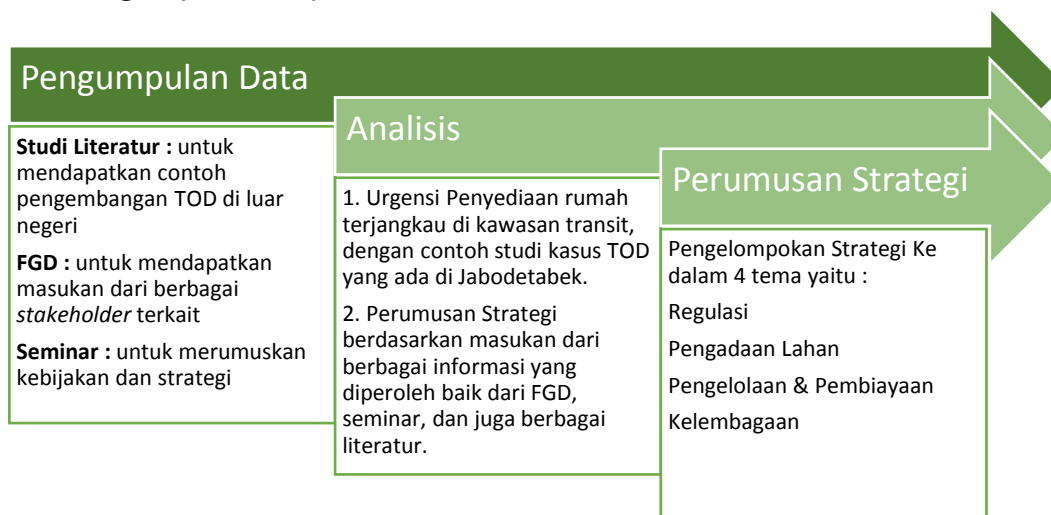 Pengumpulan Data
Studi Literatur : untuk
mendapatkan contoh
pengembangan TOD di luar
negeri
FGD : untuk mendapatkan
masukan dari berbagai
stakeholder terkait
Seminar : untuk merumuskan
kebijakan dan strategi
Analisis
1. Urgensi Penyediaan rumah
terjangkau di kawasan transit,
dengan contoh studi kasus TOD
yang ada di Jabodetabek.
2. Perumusan Strategi
berdasarkan masukan dari
berbagai informasi yang
diperoleh baik dari FGD,
seminar, dan juga berbagai
literatur.
Perumusan Strategi
Pengelompokan Strategi Ke
dalam 4 tema yaitu :
Regulasi
Pengadaan Lahan
Pengelolaan & Pembiayaan
Kelembagaan